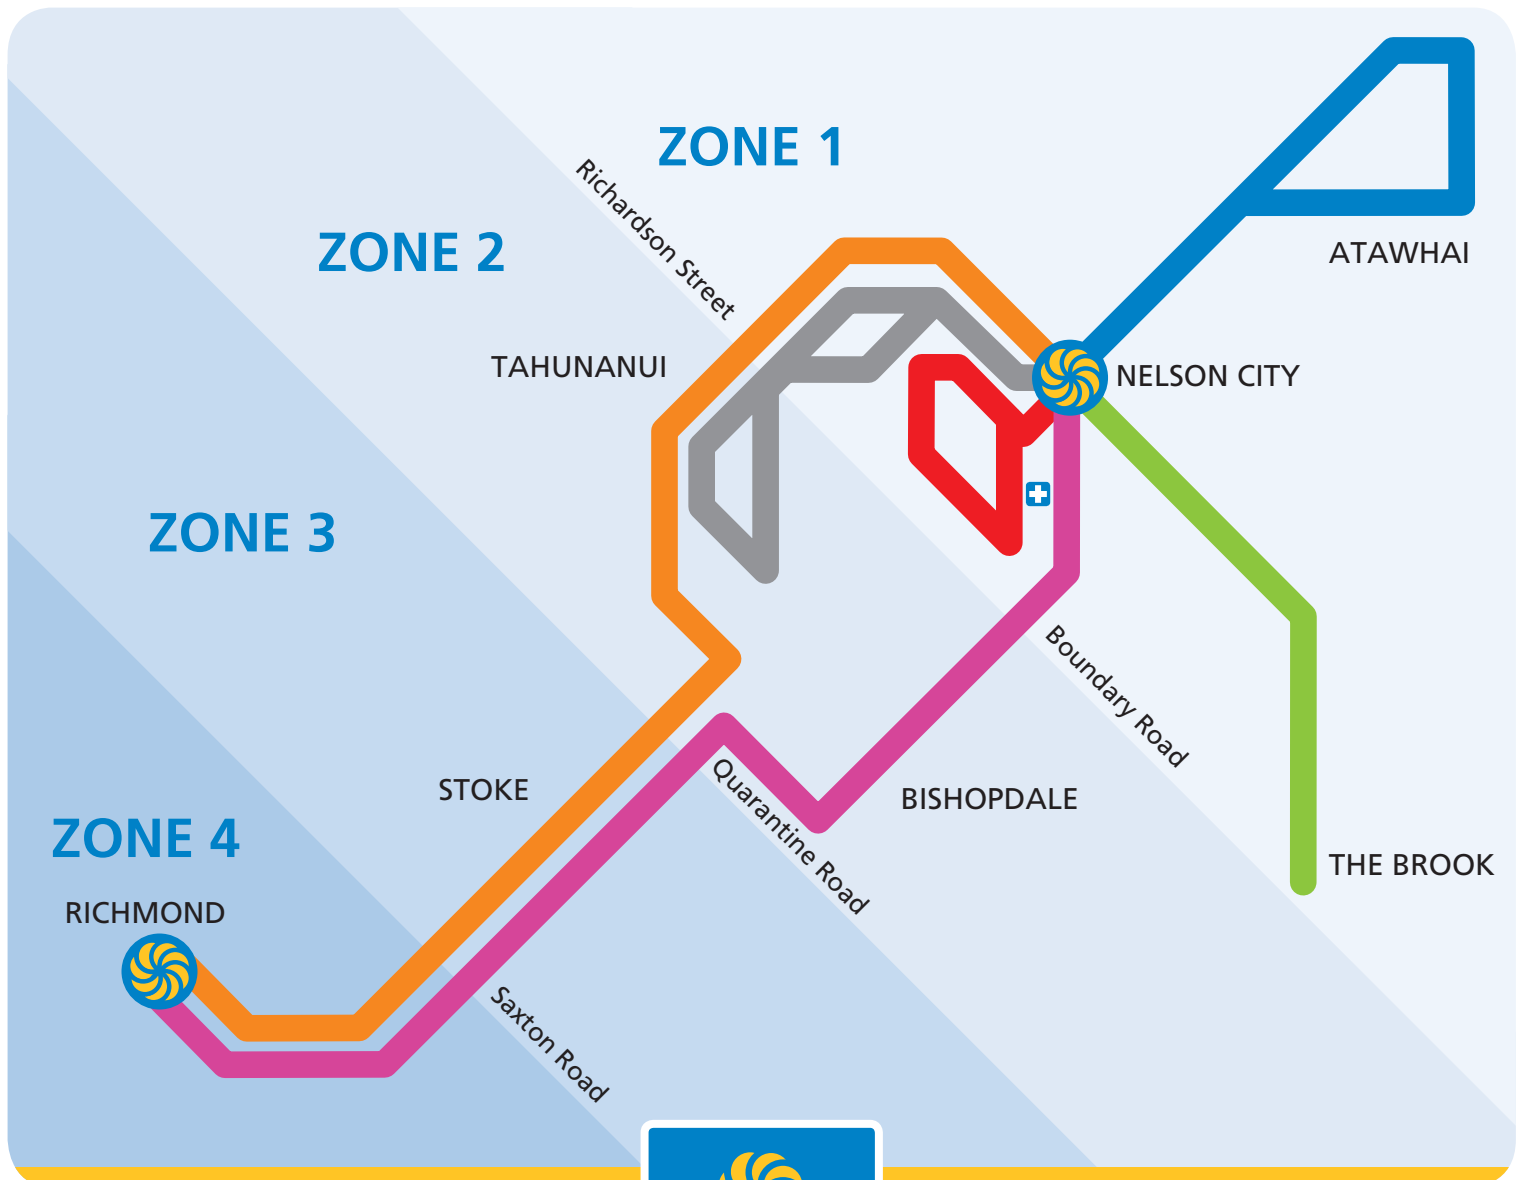 ZONE 1
Richardson Street
ZONE 2
ATAWHAI
TAHUNANUI
NELSON CITY
ZONE 3
Boundary Road
STOKE
Quarantine Road
BISHOPDALE
ZONE 4
THE BROOK
RICHMOND
Saxton Road